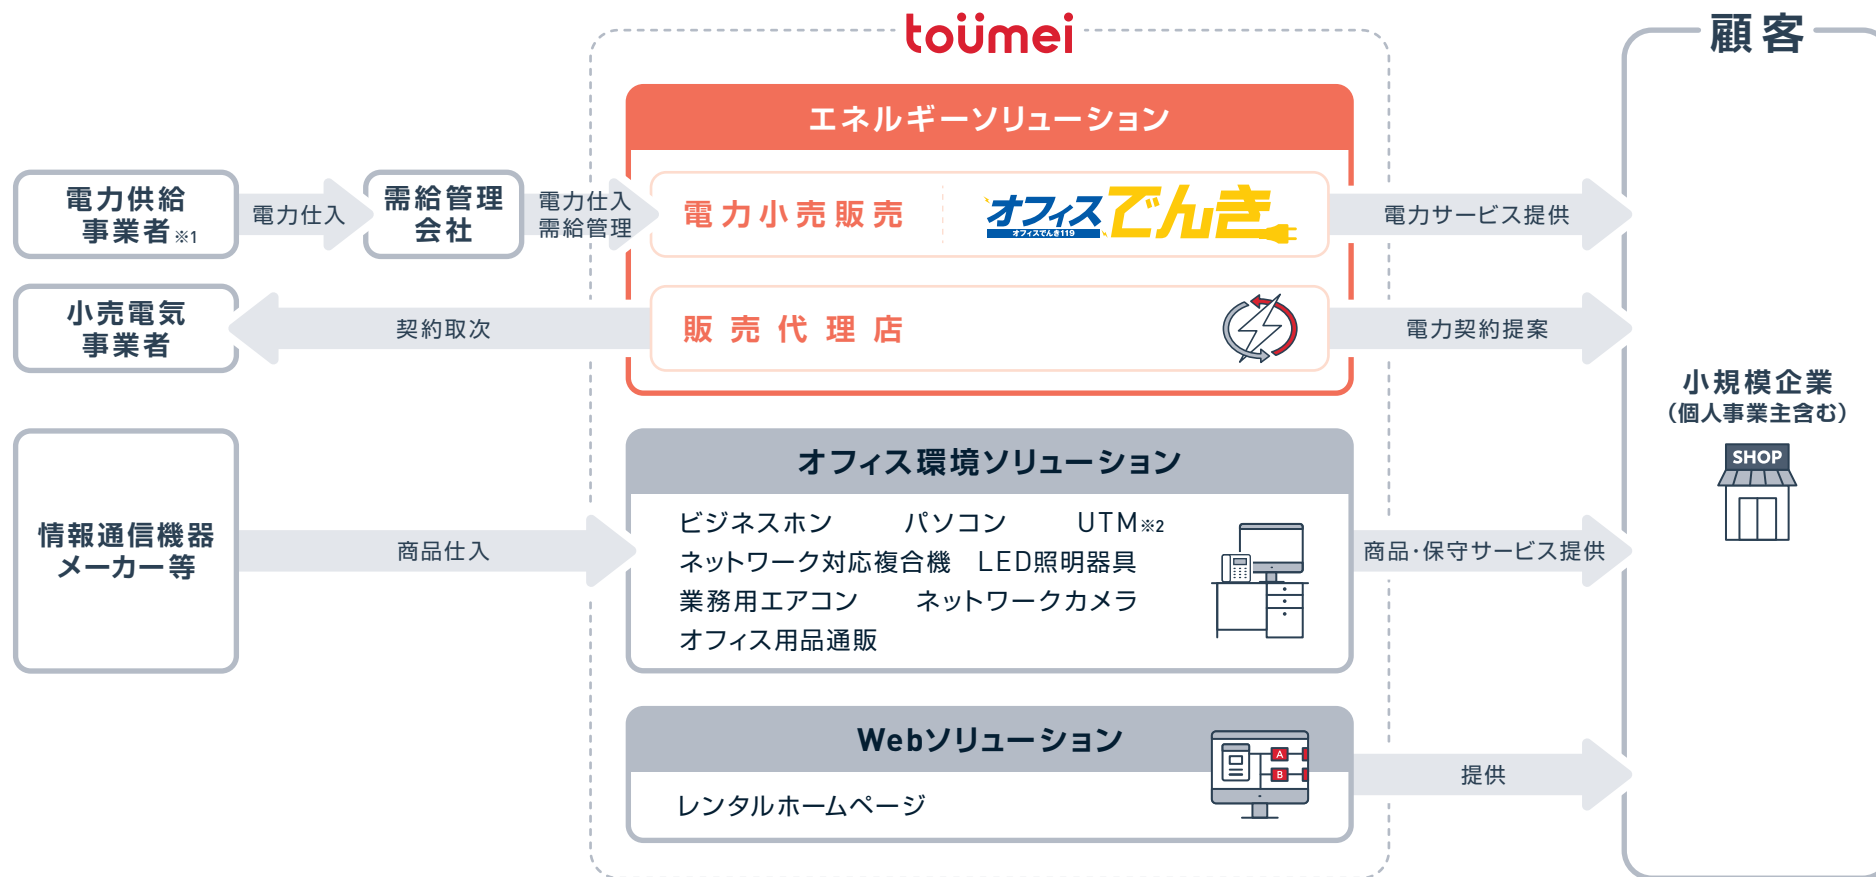 toümei
顧客
エネルギーソリューション
電力供給
事業者※1
電力仕入
需給管理
会社
電力仕入
需給管理
電力小売販売
オフィスでんき
オフィスでんき119
電力サービス提供
小売電気
事業者
契約取次
販売代理店
電力契約提案
小規模企業
（個人事業主含む）
SHOP
オフィス環境ソリューション
情報通信機器
メーカー等
商品仕入
ビジネスホン パソコン UTM※2
ネットワーク対応複合機 LED照明器具
業務用エアコン ネットワークカメラ
オフィス用品通販
商品・保守サービス提供
Webソリューション
A
B
レンタルホームページ
提供